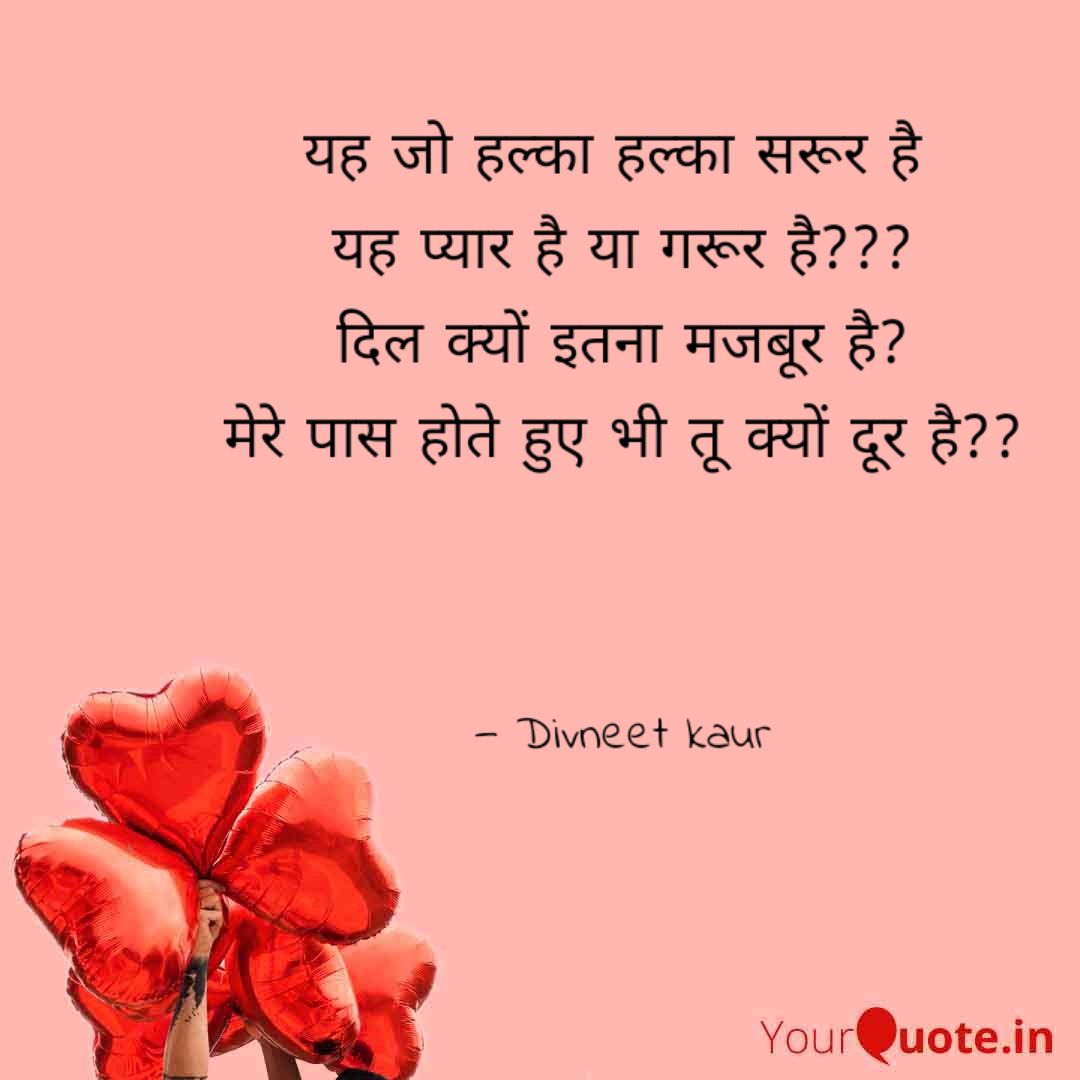 यह जो हल्का हल्का सरूर है
यह प्यार है या गरूर है???
दिल क्यों इतना मजबूर है?
मेरे पास होते हुए भी तू क्यों दूर है??
- Divneet kaur
YourQuote.in